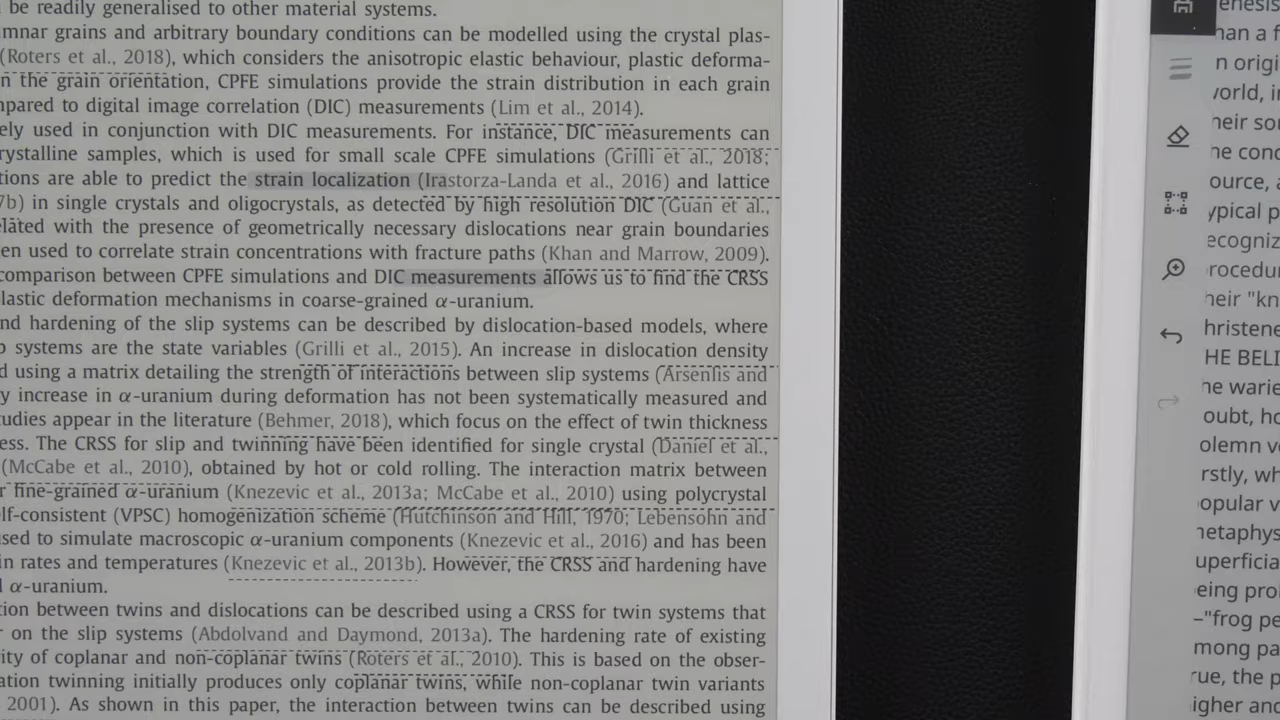 be readily generalised to other material systems.
mnar grains and arbitrary boundary conditions can be modelled using the crystal plas-
(Roters et al., 2018), which considers the anisotropic elastic behaviour, plastic deforma-
n the grain orientation, CPFE simulations provide the strain distribution in each grain
npared to digital image correlation (DIC) measurements (Lim et al., 2014).
ely used in conjunction with DIC measurements. For instance, DIC measurements can
rystalline samples, which is used for small scale CPFE simulations (Grilli et al., 2018;
tions are able to predict the strain localization (Irastorza-Landa et al., 2016) and lattice
7b) in single crystals and oligocrystals, as detected by high resolution DIC (Guan et al.,
elated with the presence of geometrically necessary dislocations near grain boundaries
en used to correlate strain concentrations with fracture paths (Khan and Marrow, 2009).
comparison between CPFE simulations and DIC measurements allows us to find the CRSS
lastic deformation mechanisms in coarse-grained α-uranium.
nd hardening of the slip systems can be described by dislocation-based models, where
p systems are the state variables (Grilli et al., 2015). An increase in dislocation density
d using a matrix detailing the strength of interactions between slip systems (Arsenlis and
y increase in α-uranium during deformation has not been systematically measured and
tudies appear in the literature (Behmer, 2018), which focus on the effect of twin thickness
ess. The CRSS for slip and twinning have been identified for single crystal (Daniel et al.,
(McCabe et al., 2010), obtained by hot or cold rolling. The interaction matrix between
r fine-grained α-uranium (Knezevic et al., 2013a; McCabe et al., 2010) using polycrystal
elf-consistent (VPSC) homogenization scheme (Hutchinson and Hill, 1970; Lebensohn and
used to simulate macroscopic α-uranium components (Knezevic et al., 2016) and has been
in rates and temperatures (Knezevic et al., 2013b). However, the CRSS and hardening have
l α-uranium.
tion between twins and dislocations can be described using a CRSS for twin systems that
r on the slip systems (Abdolvand and Daymond, 2013a). The hardening rate of existing
ity of coplanar and non-coplanar twins (Roters et al., 2010). This is based on the obser-
ation twinning initially produces only coplanar twins, while non-coplanar twin variants
2001). As shown in this paper, the interaction between twins can be described using
enesis
han a f
n origi
world, i
heir so
he conc
ource, a
ypical p
ecogniz
rocedur
heir "kn
hristene
HE BELI
he warie
oubt, ho
olemn v
rstly, wh
opular v
netaphys
uperficia
eing pro
–"frog pe
mong pa
rue, the p
igher and